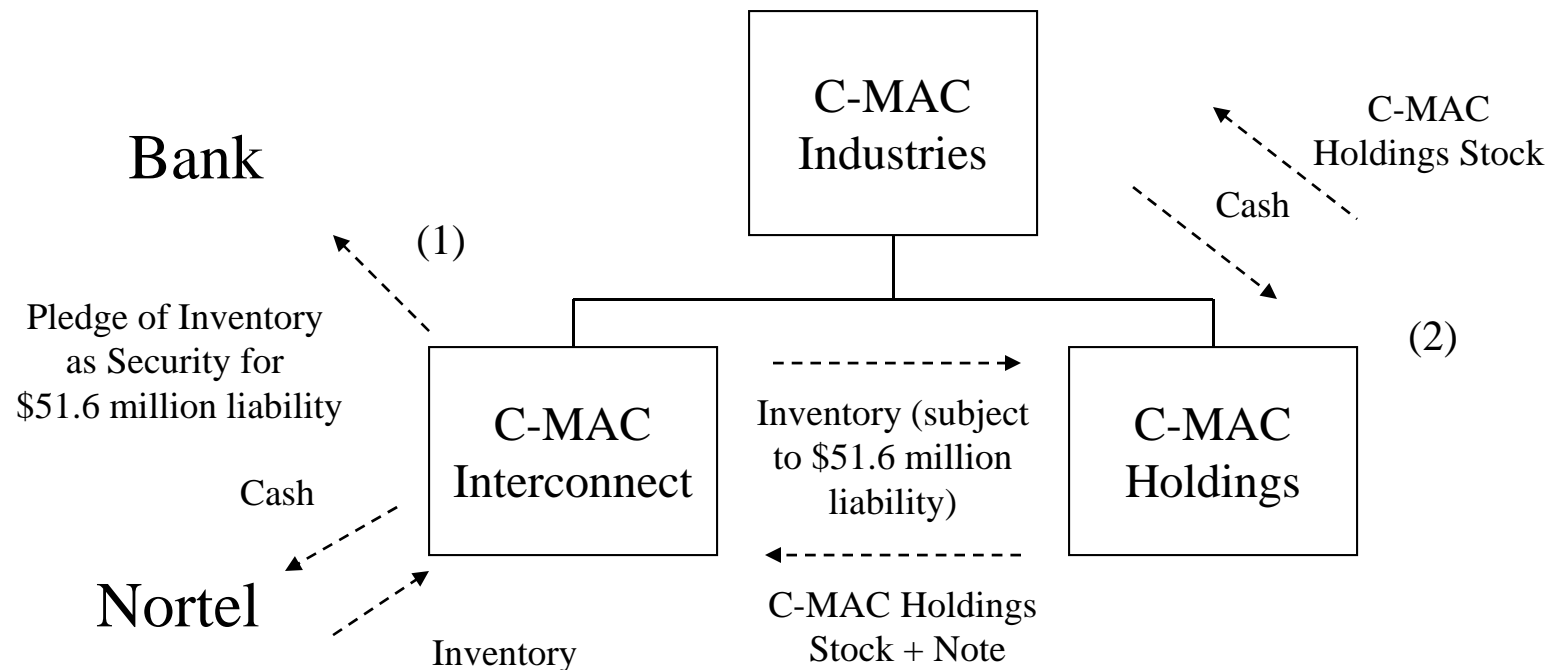 C-MAC
Industries
C-MAC
Holdings Stock
Bank
Cash
(1)
Pledge of Inventory
as Security for
$51.6 million liability
(2)
C-MAC
Interconnect
Inventory (subject
to $51.6 million
liability)
C-MAC
Holdings
Cash
Nortel
C-MAC Holdings
Stock + Note
Inventory